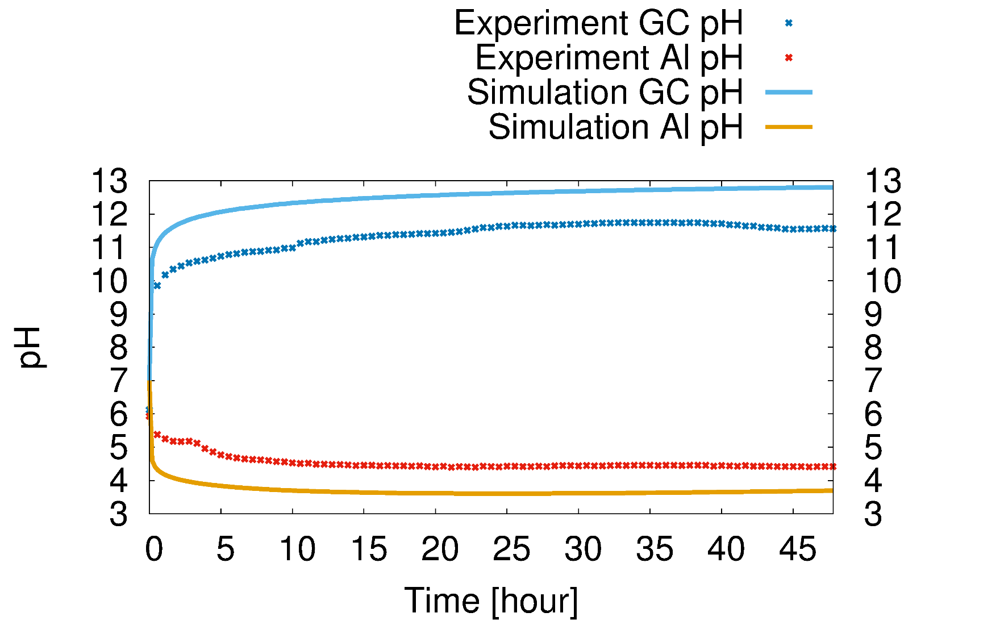 Experiment GC pH
Experiment Al pH
Simulation GC pH
Simulation Al pH
13 13
12 12
11 11
10 10
9 9
8 8
7 7
6 6
5 5
4 4
3 3
pH
0 5 10 15 20 25 30 35 40 45
Time [hour]